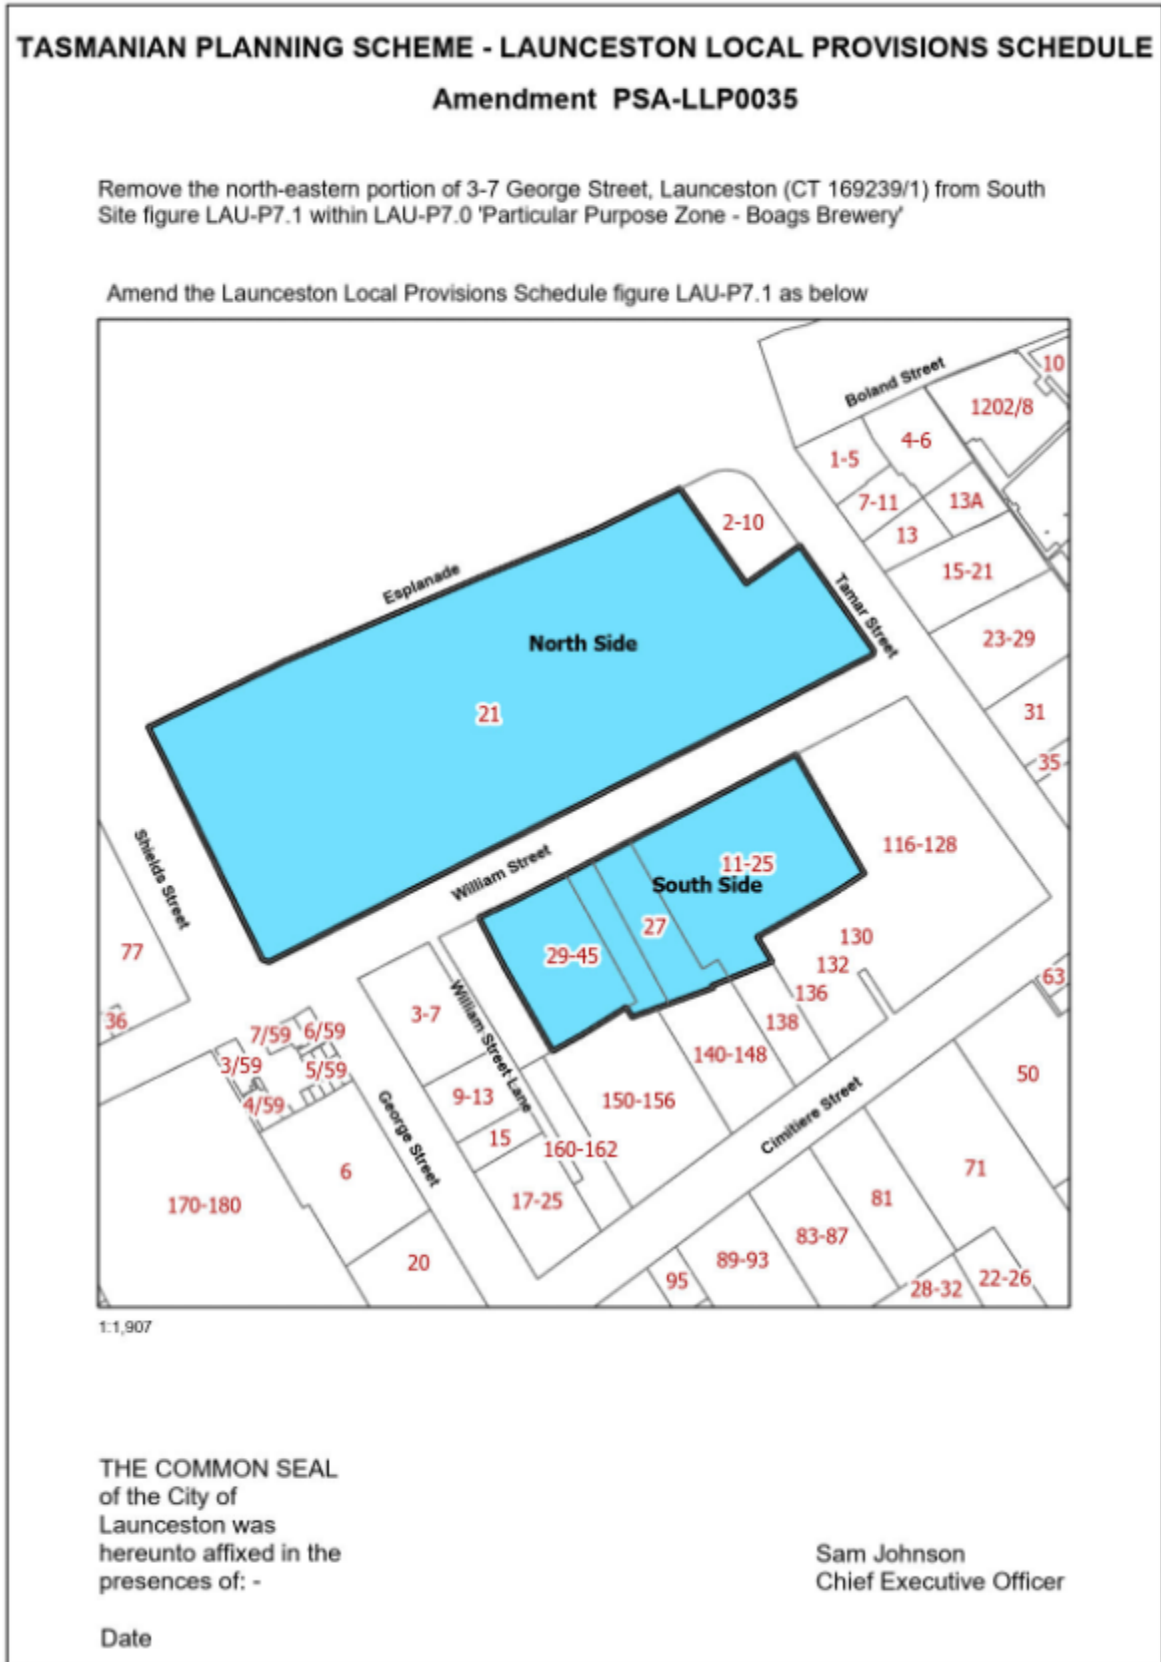 TASMANIAN PLANNING SCHEME - LAUNCESTON LOCAL PROVISIONS SCHEDULE
Amendment PSA-LLP0035
Remove the north-eastern portion of 3-7 George Street, Launceston (CT 169239/1) from South
Site figure LAU-P7.1 within LAU-P7.0 'Particular Purpose Zone - Boags Brewery'
Amend the Launceston Local Provisions Schedule figure LAU-P7.1 as below
Boland Street
10
1202/8
4-6
1-5
7-11
13A
13
2-10
15-21
Esplanade
Tamar Street
23-29
North Side
21
31
35
Shields Street
William Street
116-128
11-25
South Side
27
29-45
130
132
136
138
63
77
36
3-7
William Street Lane
7/59
6/59
3/59
5/59
4/59
140-148
50
9-13
150-156
George Street
Cimitiere Street
15
160-162
6
71
170-180
17-25
81
83-87
20
89-93
95
28-32
22-26
1:1,907
THE COMMON SEAL
of the City of
Launceston was
hereunto affixed in the
presences of: -
Sam Johnson
Chief Executive Officer
Date